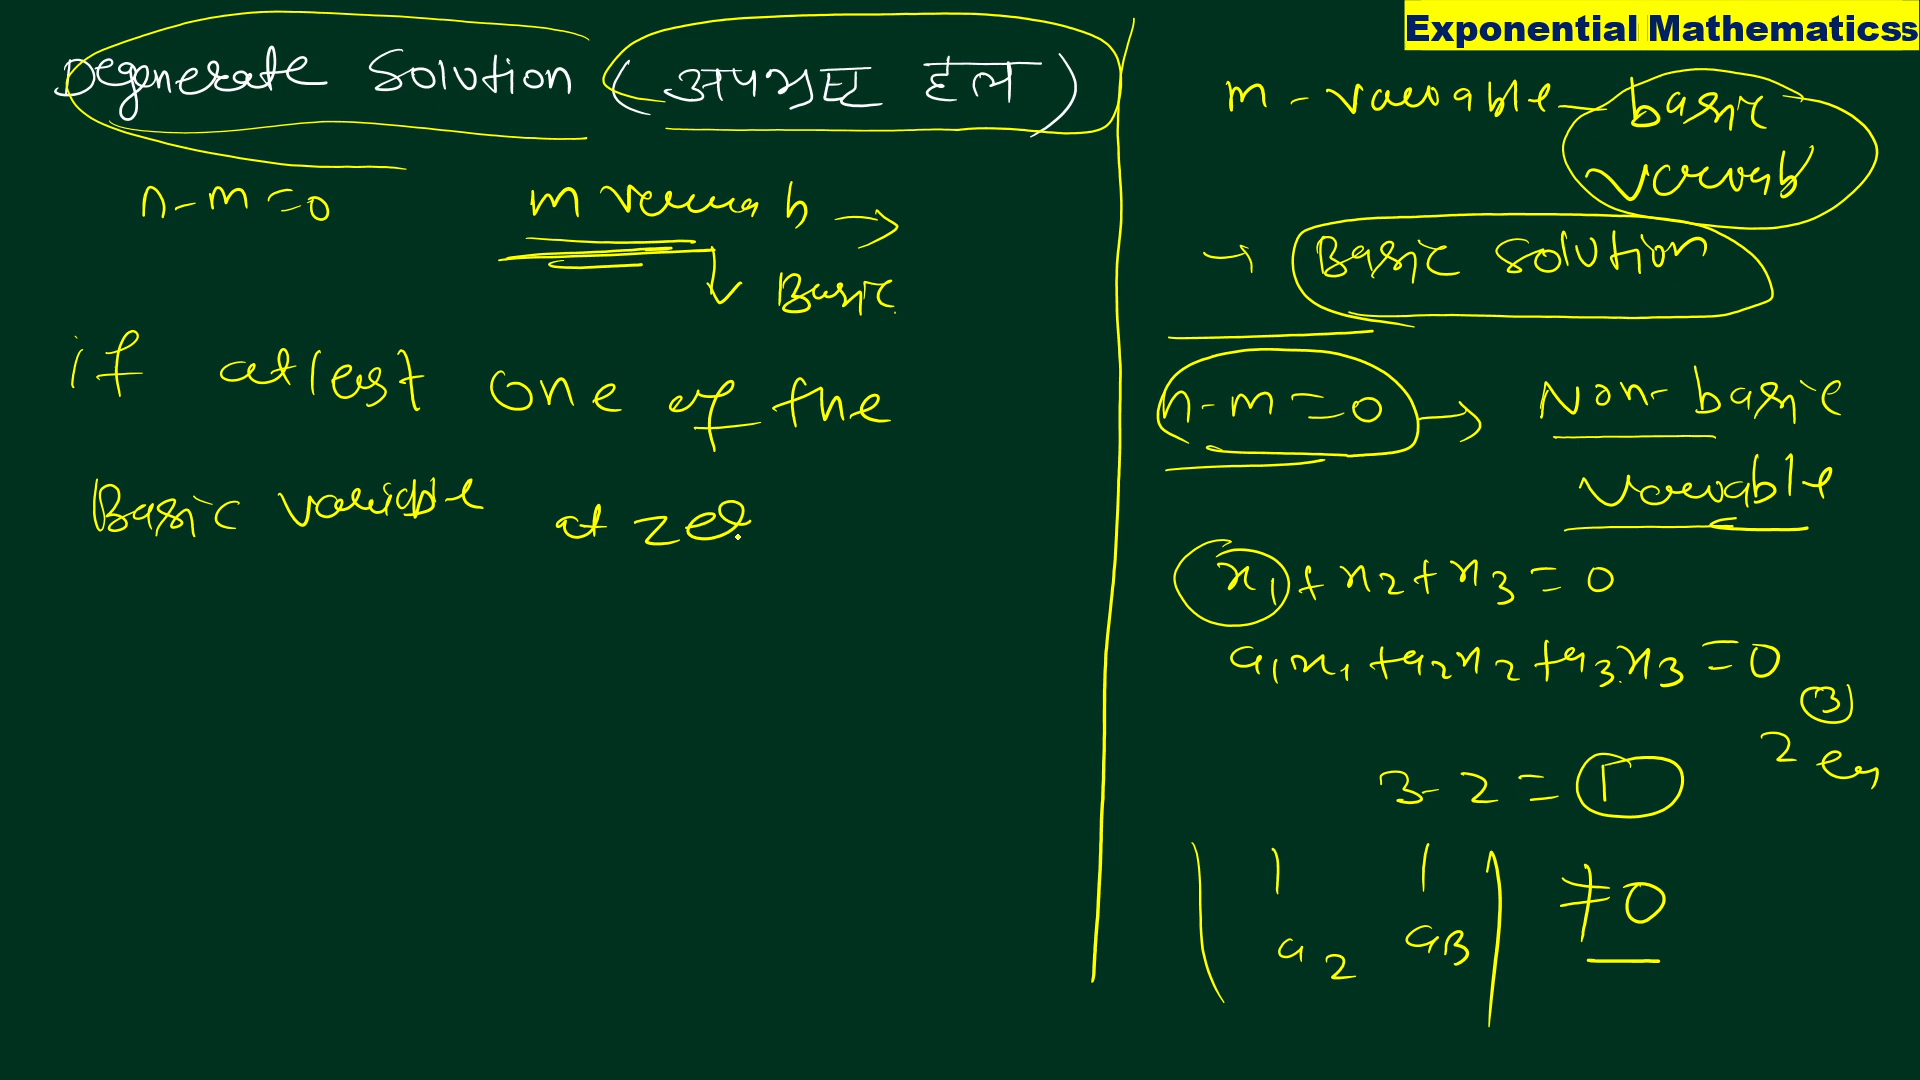 Exponential Mathematicss
Degenerate Solution (अपभ्रष्ट हल)
n-m=0
m
Basic
if atleast one of the
Basic variable at zero
m - variable - basic
→ Basic solution
n-m=0 → Non-basic
variable
x1+x2+x3=0
a1x1+a2x2+a3x3=0
3
2 eq
3-2=1
1 1
a2 a3
≠0